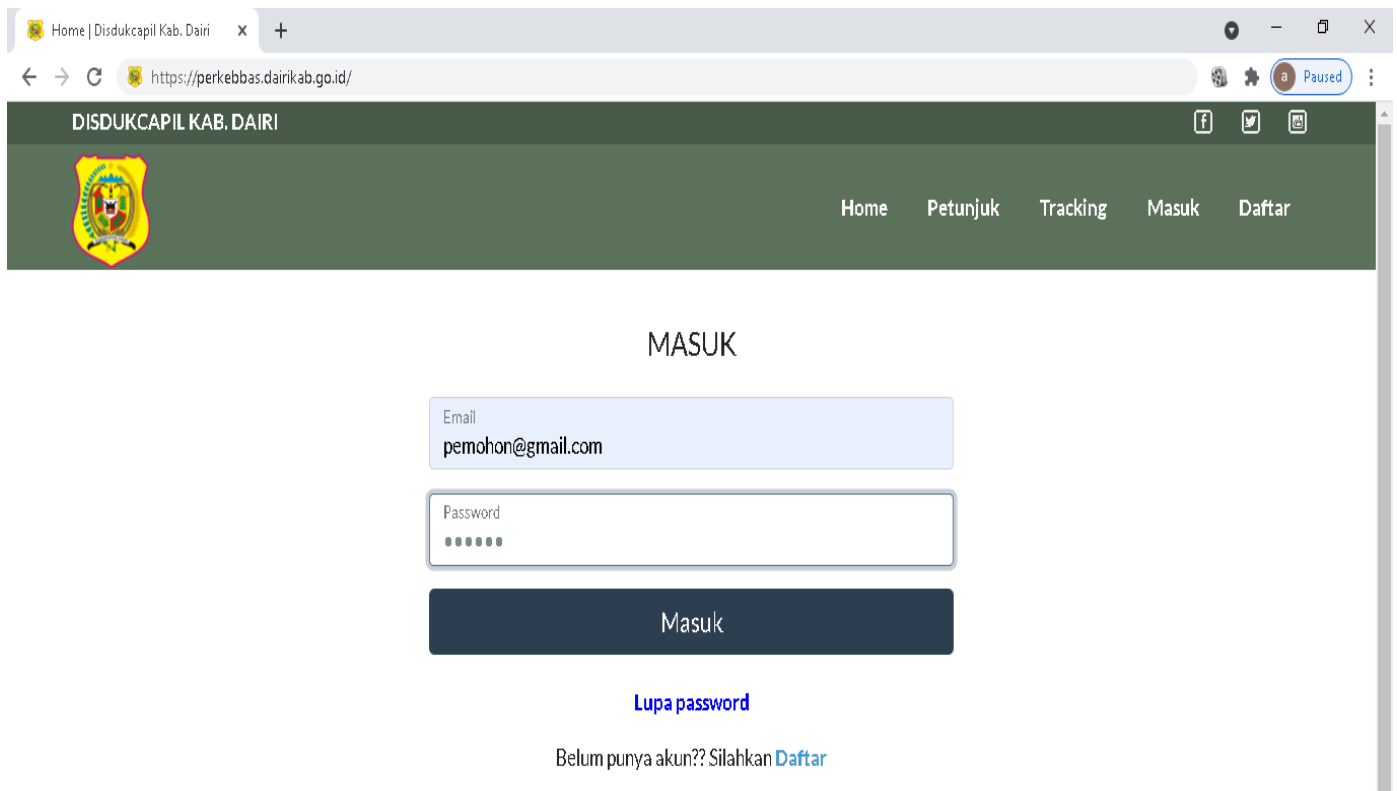 Home | Disdukcapil Kab. Dairi
https://perkebbas.dairikab.go.id/
a Paused
DISDUKCAPIL KAB. DAIRI
Home Petunjuk Tracking Masuk Daftar
MASUK
Email
pemohon@gmail.com
Password
••••••
Masuk
Lupa password
Belum punya akun?? Silahkan Daftar